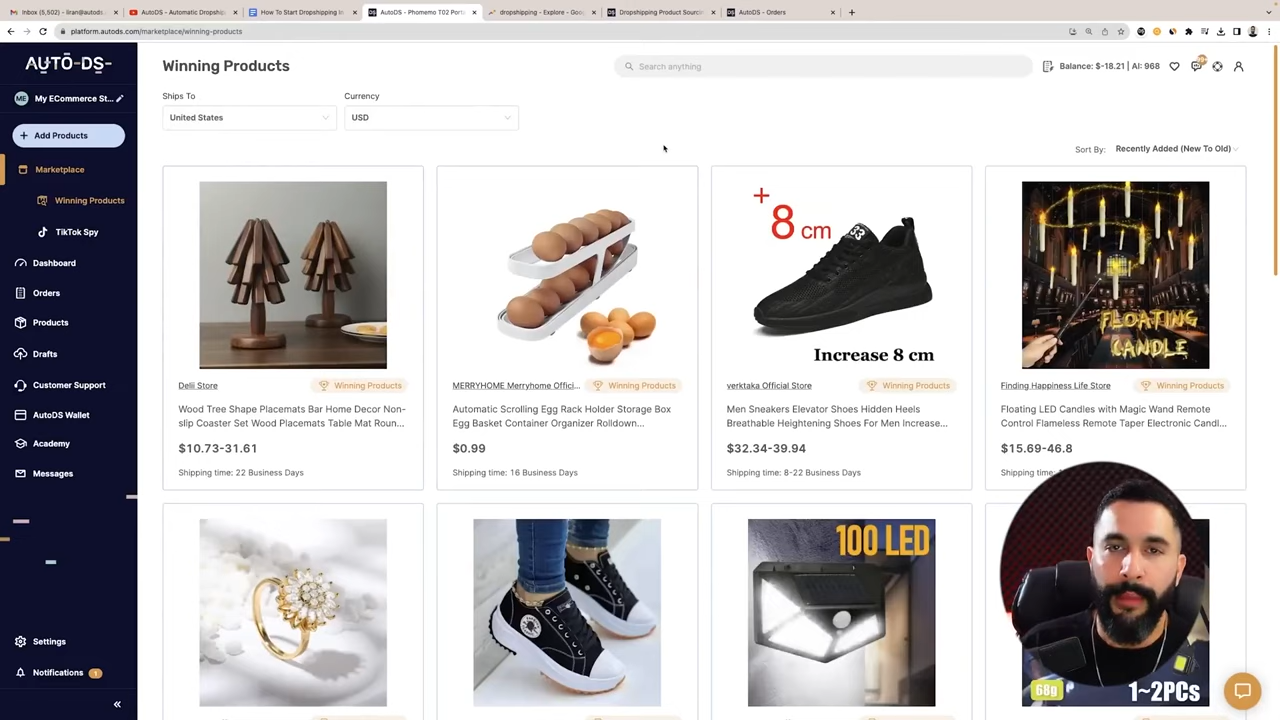 Inbox (5,502) – liran@autods.
AutoDS - Automatic Dropship
How To Start Dropshipping In
AutoDS - Phomemo T02 Port
dropshipping - Explore - Goo
Dropshipping Product Sourci
AutoDS - Orders
platform.autods.com/marketplace/winning-products
AUTO-DS
ME My ECommerce St...
Add Products
Marketplace
Winning Products
TikTok Spy
Dashboard
Orders
Products
Drafts
Customer Support
AutoDS Wallet
Academy
Messages
Settings
Notifications 1
Winning Products
Search anything
Balance: $-18.21 | AI: 968
Ships To
Currency
United States
USD
Sort By: Recently Added (New To Old)
+8 cm
33
Increase 8 cm
FLOATING
CANDLE
Delii Store
Winning Products
Wood Tree Shape Placemats Bar Home Decor Non-
slip Coaster Set Wood Placemats Table Mat Roun...
$10.73-31.61
Shipping time: 22 Business Days
MERRYHOME Merryhome Offici...
Winning Products
Automatic Scrolling Egg Rack Holder Storage Box
Egg Basket Container Organizer Rolldown...
$0.99
Shipping time: 16 Business Days
verktaka Official Store
Winning Products
Men Sneakers Elevator Shoes Hidden Heels
Breathable Heightening Shoes For Men Increase...
$32.34-39.94
Shipping time: 8-22 Business Days
Finding Happiness Life Store
Winning Products
Floating LED Candles with Magic Wand Remote
Control Flameless Remote Taper Electronic Candl...
$15.69-46.8
Shipping
100 LED
68g
1~2PCs